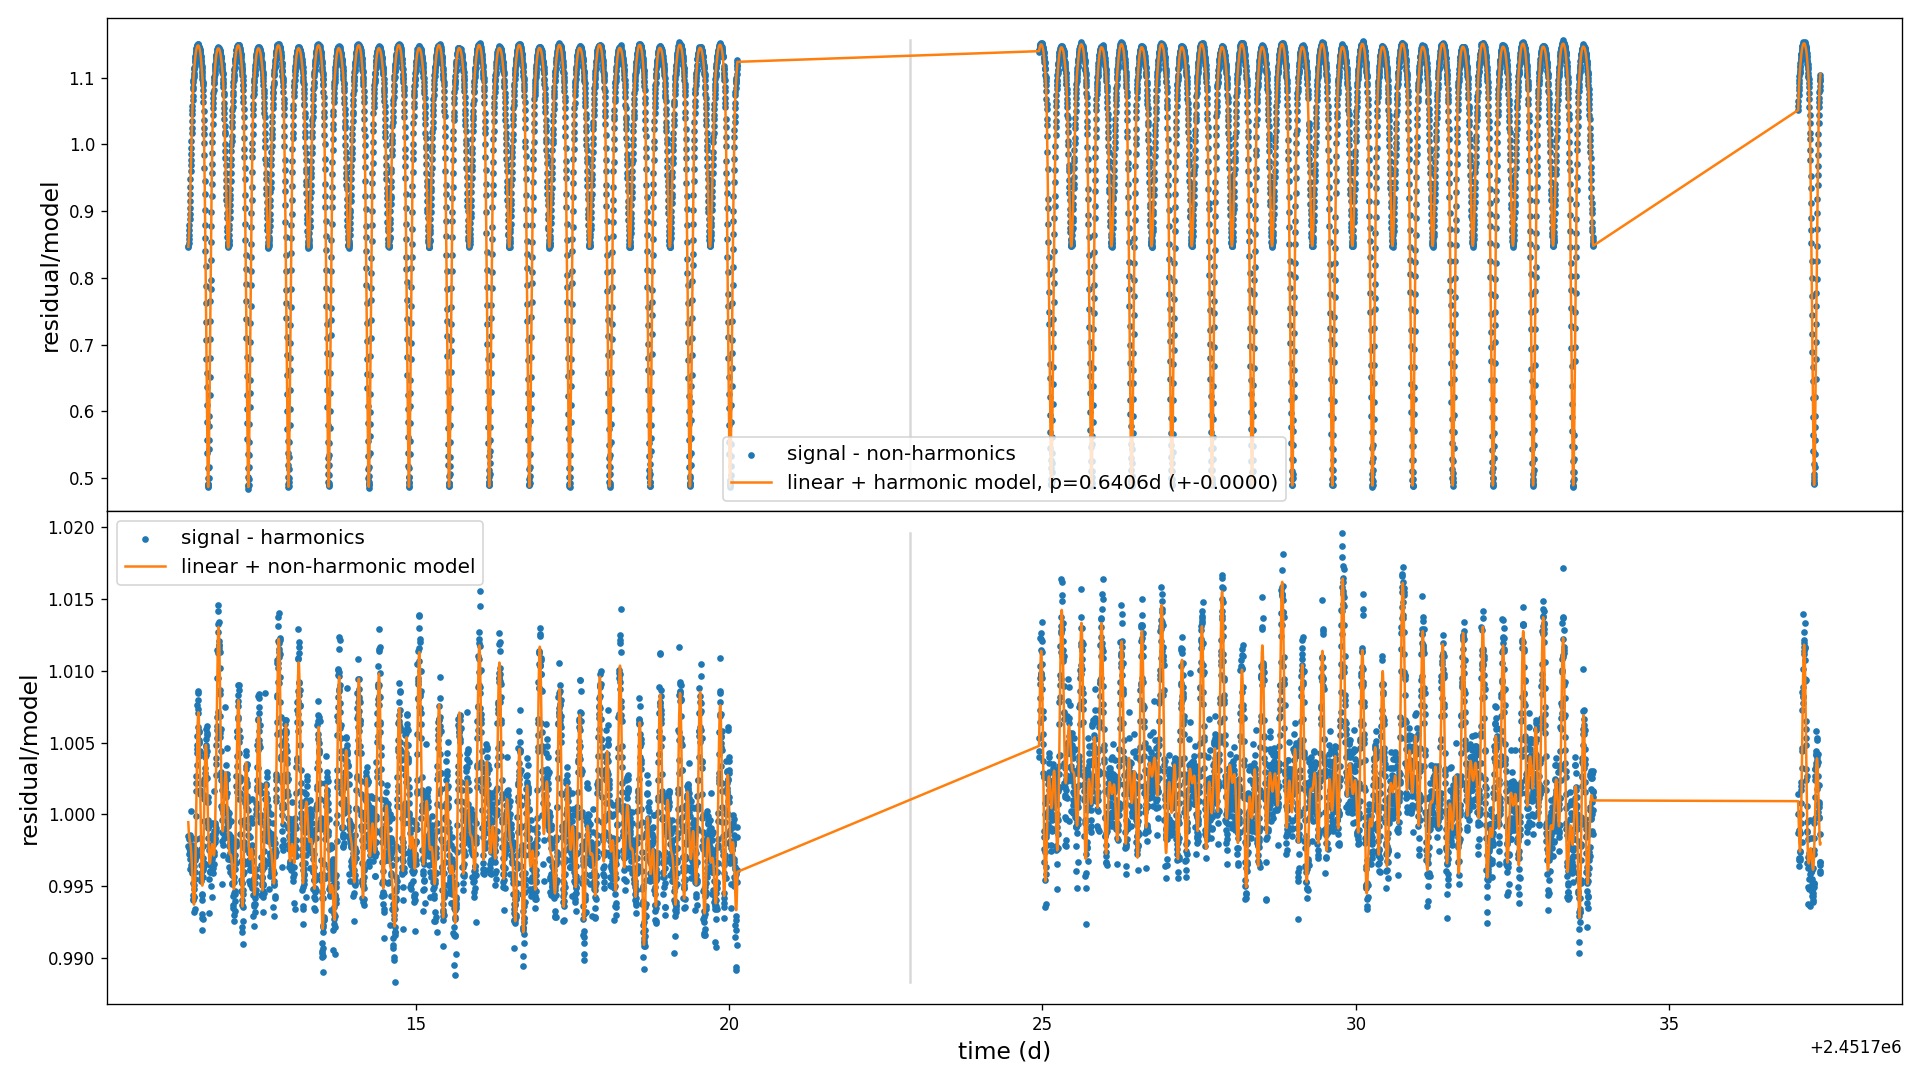 residual/model
1.1
1.0
0.9
0.8
0.7
0.6
0.5
signal - non-harmonics
linear + harmonic model, p=0.6406d (+-0.0000)
residual/model
1.020
1.015
1.010
1.005
1.000
0.995
0.990
signal - harmonics
linear + non-harmonic model
15
20
25
30
35
time (d)
+2.4517e6